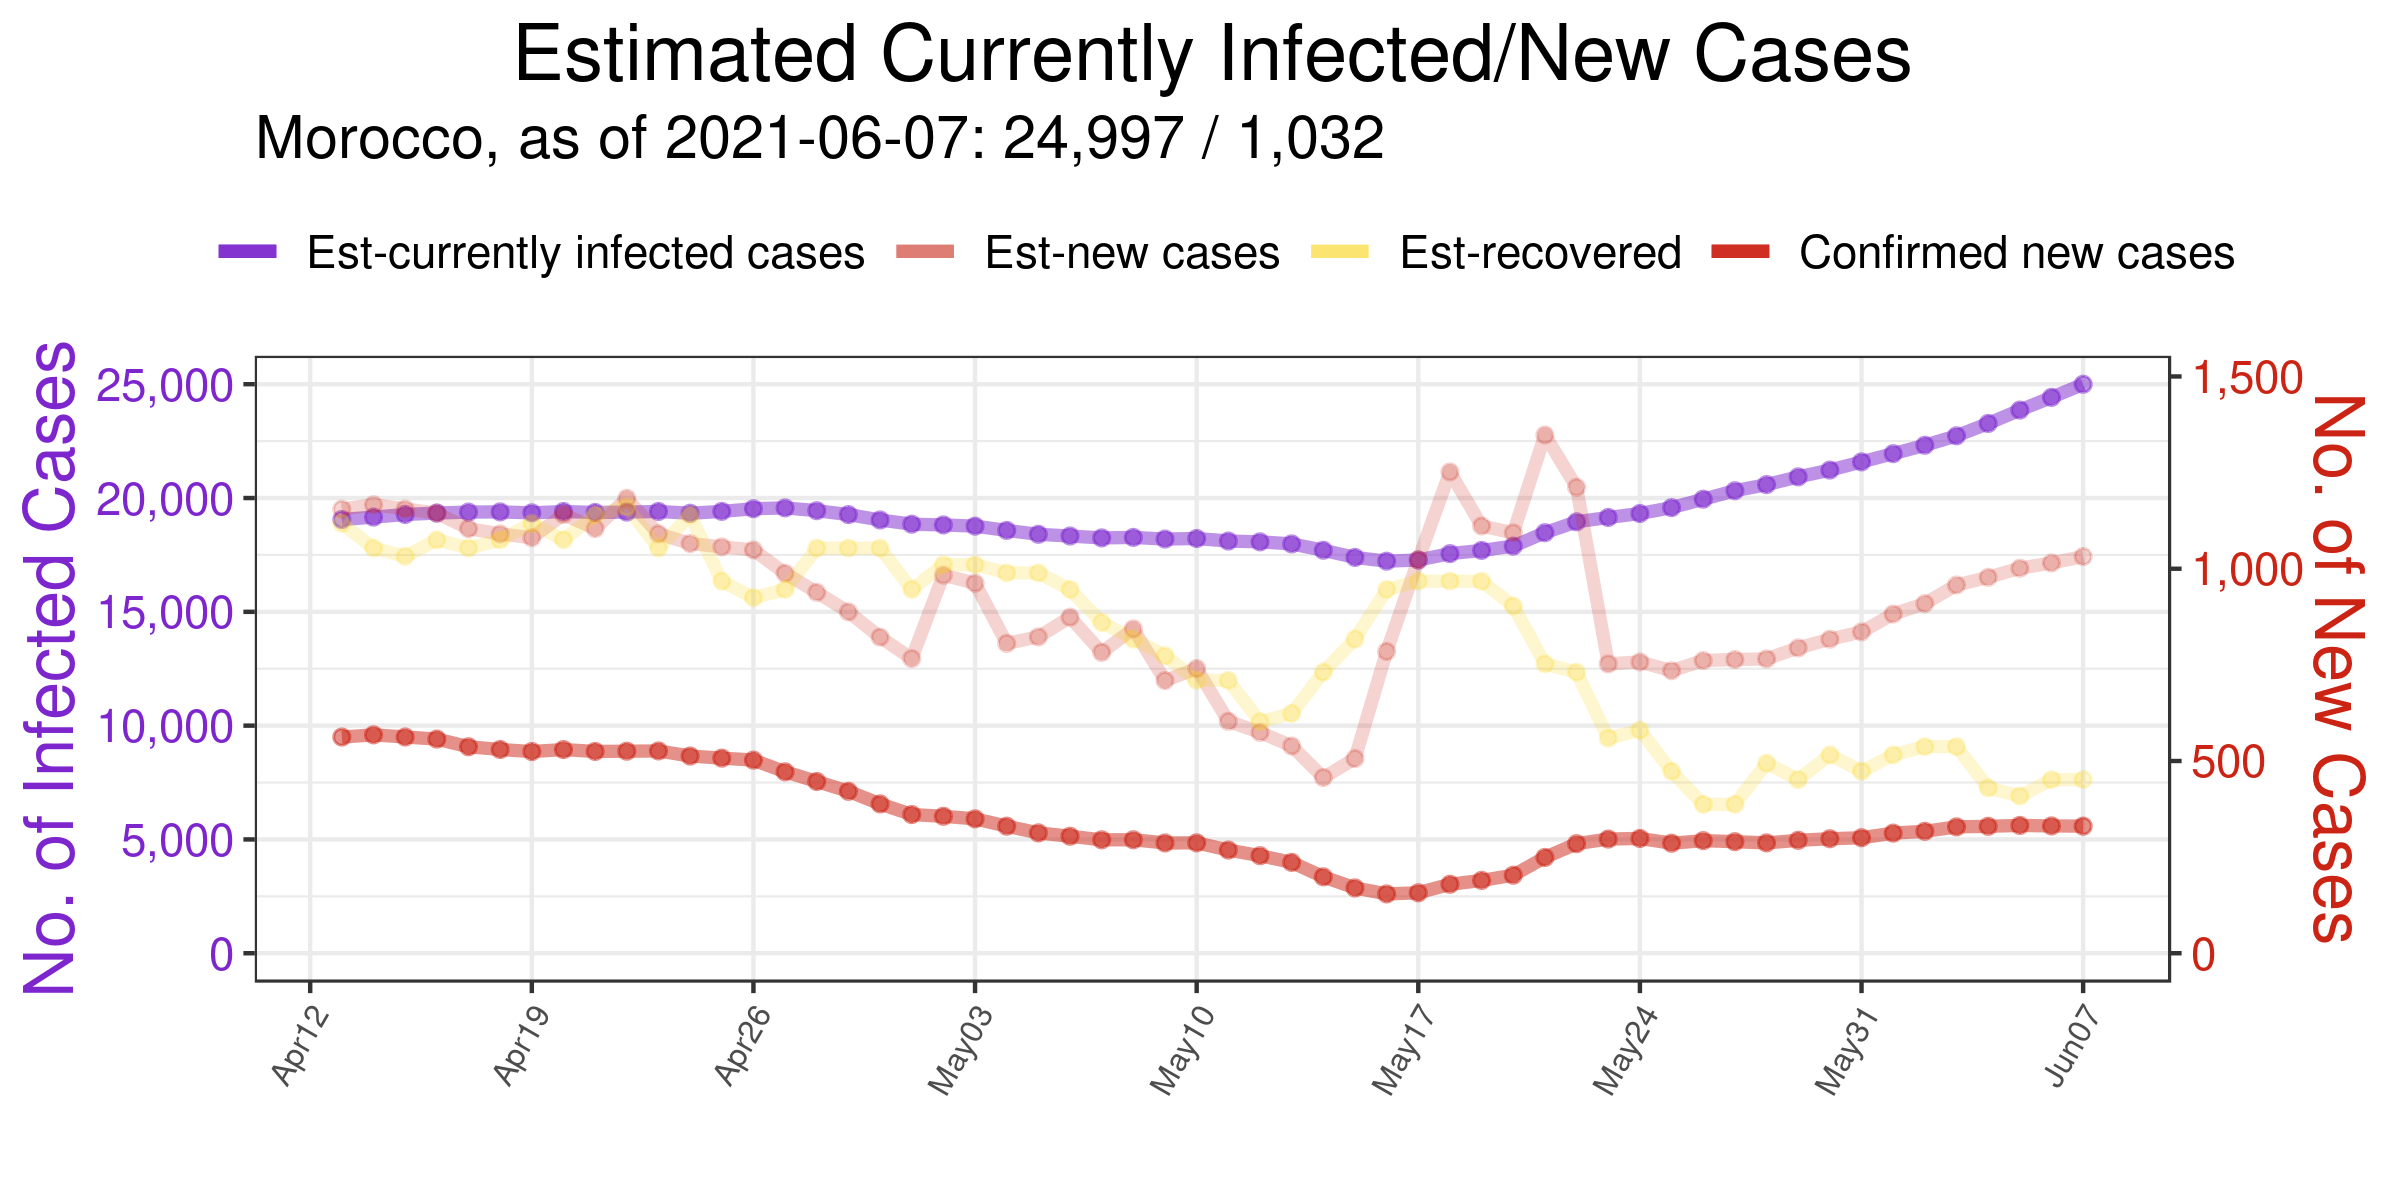 Estimated Currently Infected/New Cases
Morocco, as of 2021-06-07: 24,997 / 1,032
Est-currently infected cases Est-new cases Est-recovered Confirmed new cases
No. of Infected Cases
25,000
20,000
15,000
10,000
5,000
0
1,500
1,000
500
0
No. of New Cases
Apr12 Apr19 Apr26 May03 May10 May17 May24 May31 Jun07